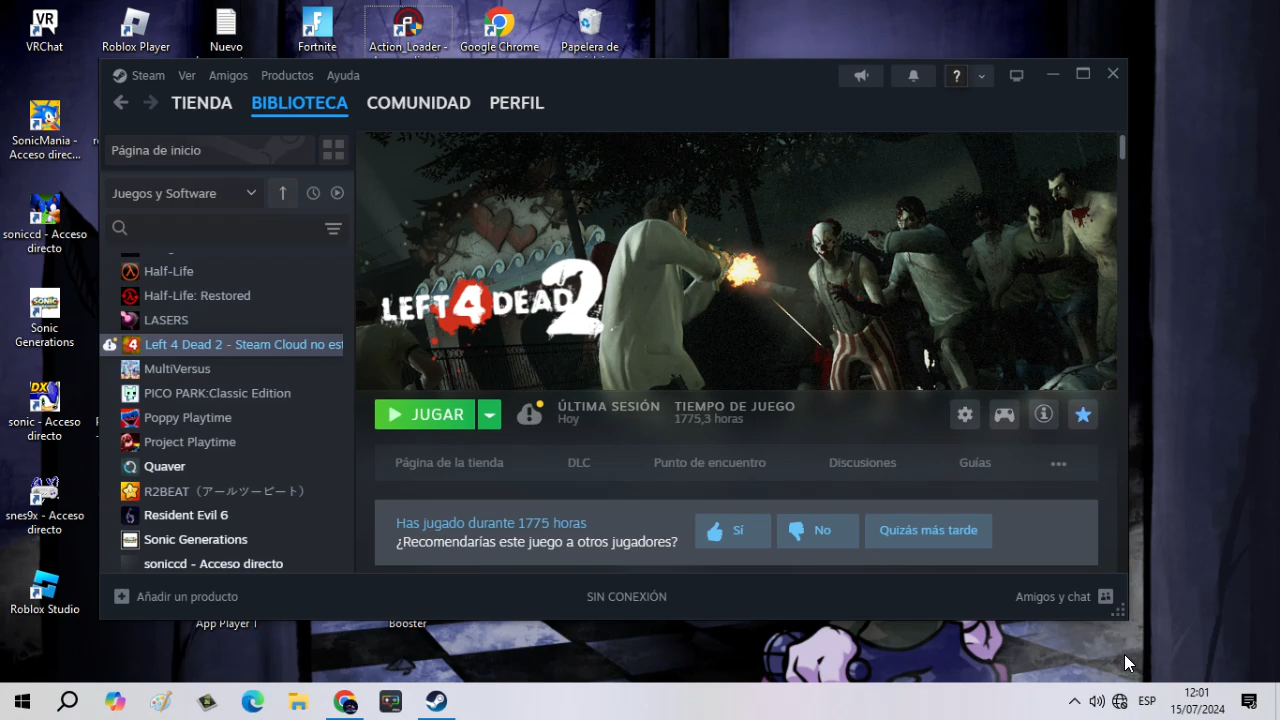 VRChat
Roblox Player
Nuevo
Fortnite
Action_Loader -
Google Chrome
Papelera de
Steam Ver Amigos Productos Ayuda
TIENDA BIBLIOTECA COMUNIDAD PERFIL
SonicMania -
Acceso direc...
Página de inicio
Juegos y Software
soniccd - Acceso
directo
Half-Life
Half-Life: Restored
LASERS
Left 4 Dead 2 - Steam Cloud no est
MultiVersus
PICO PARK:Classic Edition
Poppy Playtime
Project Playtime
Quaver
R2BEAT（アールツービート）
Resident Evil 6
Sonic Generations
soniccd - Acceso directo
LEFT 4 DEAD 2
Sonic
Generations
JUGAR
ÚLTIMA SESIÓN
Hoy
TIEMPO DE JUEGO
1775,3 horas
sonic - Acceso
directo
Página de la tienda DLC Punto de encuentro Discusiones Guías
Has jugado durante 1775 horas
¿Recomendarías este juego a otros jugadores?
Sí No Quizás más tarde
snes9x - Acceso
directo
Roblox Studio
Añadir un producto
SIN CONEXIÓN
Amigos y chat
App Player 1
Booster
ESP
12:01
15/07/2024